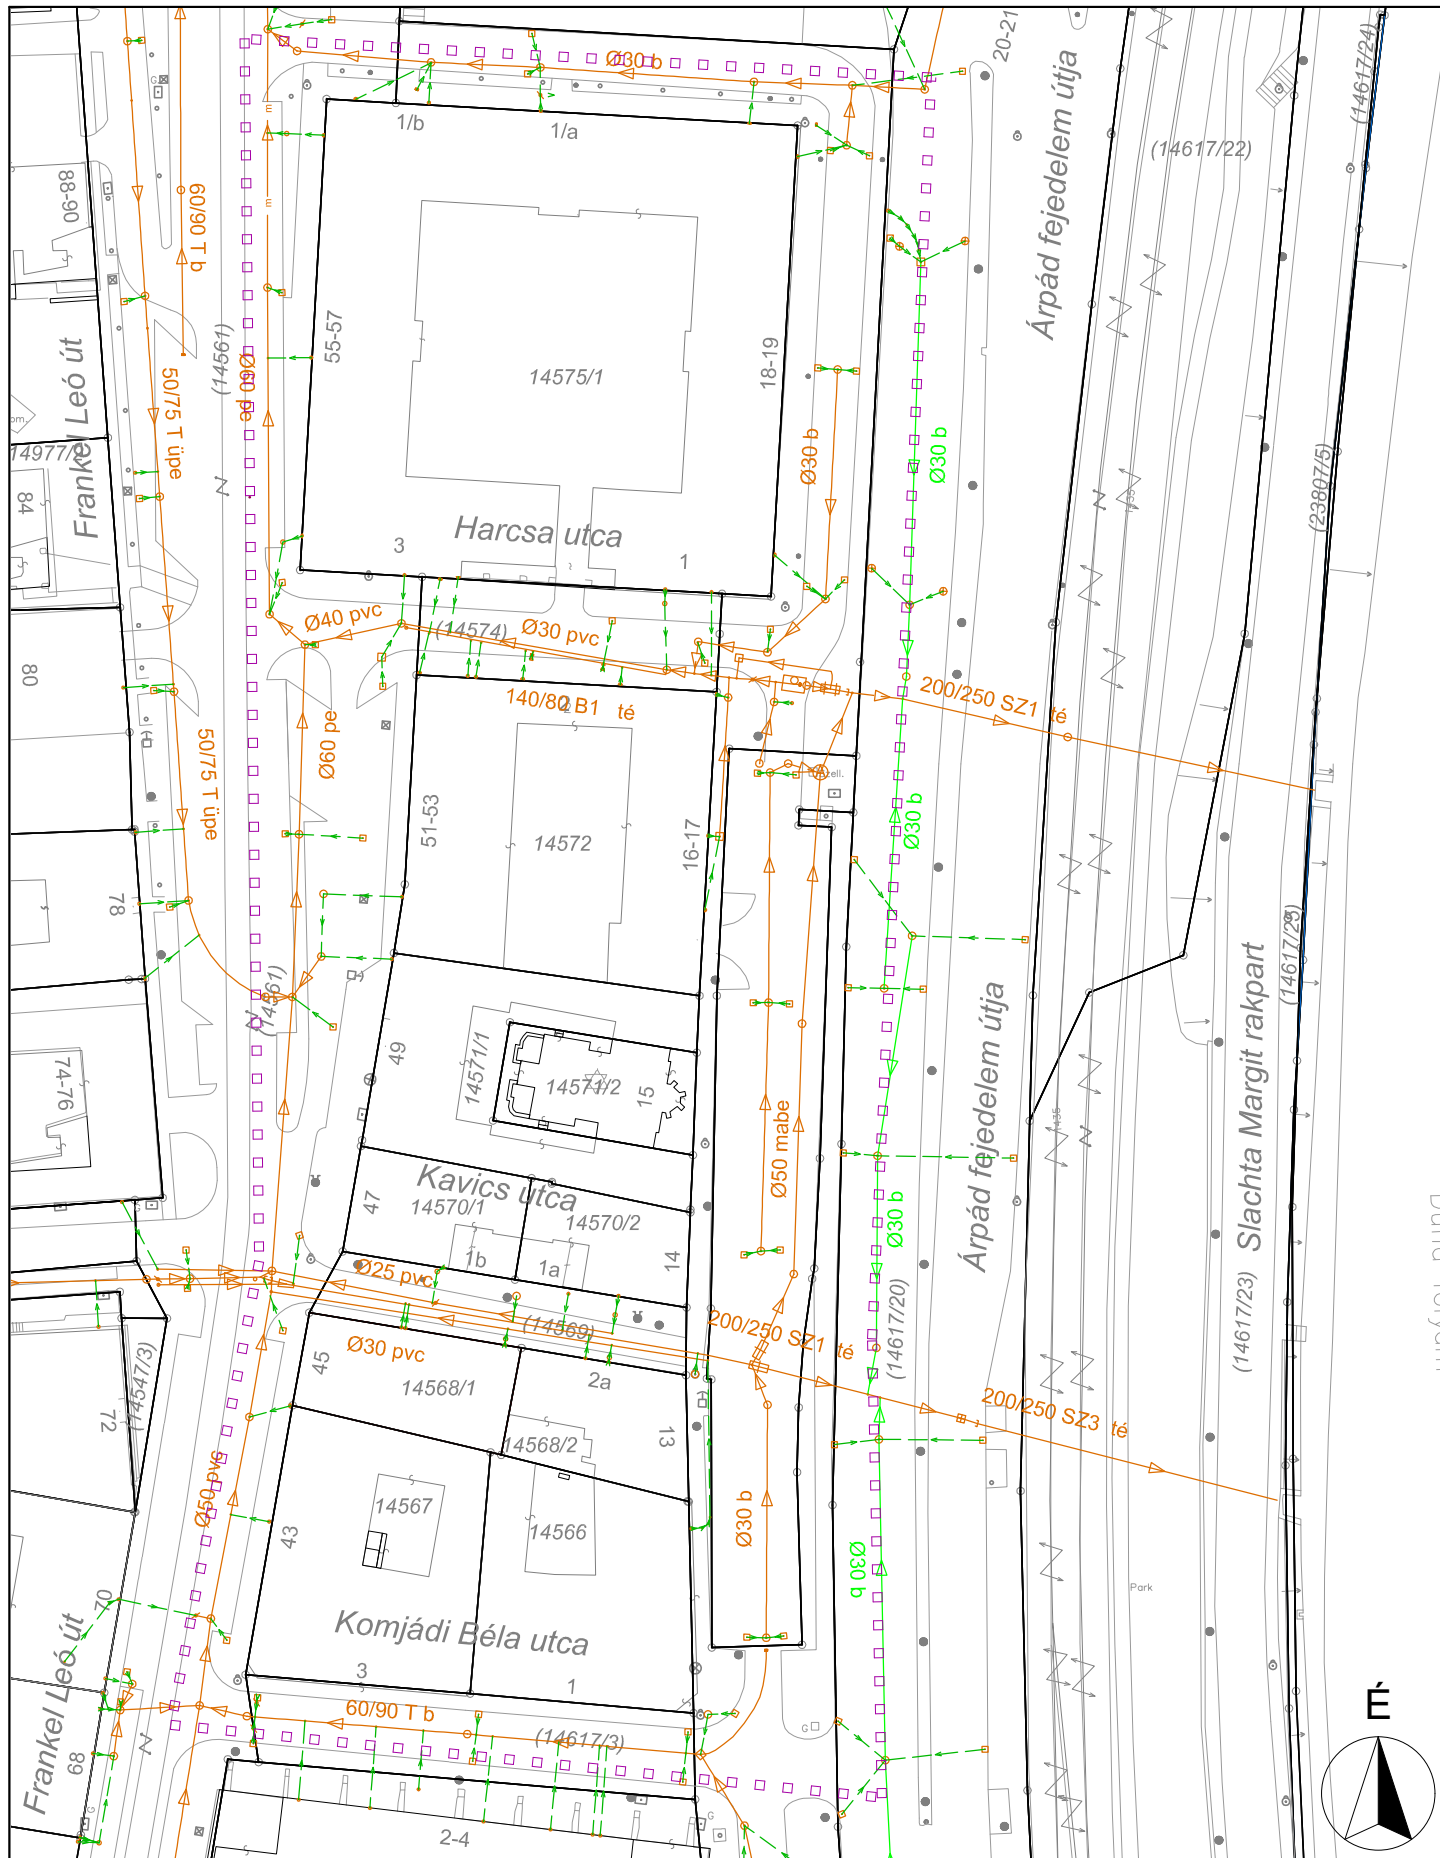 20-21
(14617/24)
Ø30 b
1/b
1/a
Árpád fejedelem útja
(14617/22)
88-90
60/90 T b
G
Frankel Leó út
50/75 T üpe
(14561)
Ø60 pe
55-57
14575/1
18-19
Ø30 b
Ø30 b
84
(23807/5)
Harcsa utca
3
1
Ø40 pvc
(14574)
Ø30 pvc
80
140/80 B1 té
2
200/250 SZ1 té
50/75 T üpe
Ø60 pe
51-53
14572
16-17
Ø30 b
78
(14561)
(14617/25)
Slachta Margit rakpart
Árpád fejedelem útja
49
14571/1
14571/2
15
74-76
Ø50 mabe
Kavics utca
47
14570/1
14570/2
14
Ø30 b
1b
1a
Ø25 pvc
(14569)
200/250 SZ1 té
(14617/20)
(14617/23)
Ø30 pvc
45
14568/1
2a
200/250 SZ3 té
(14547/3)
72
14568/2
13
Ø50 pvc
14567
14566
43
Ø30 b
Ø30 b
Park
70
Komjádi Béla utca
Frankel Leó út
3
1
60/90 T b
(14617/3)
G
É
68
G
G
2-4